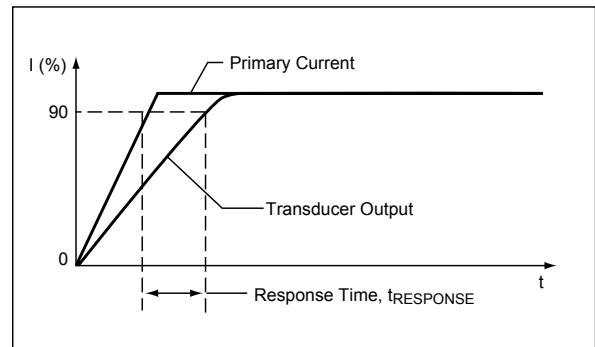 I (%)
Primary Current
90
Transducer Output
0
t
Response Time, tRESPONSE